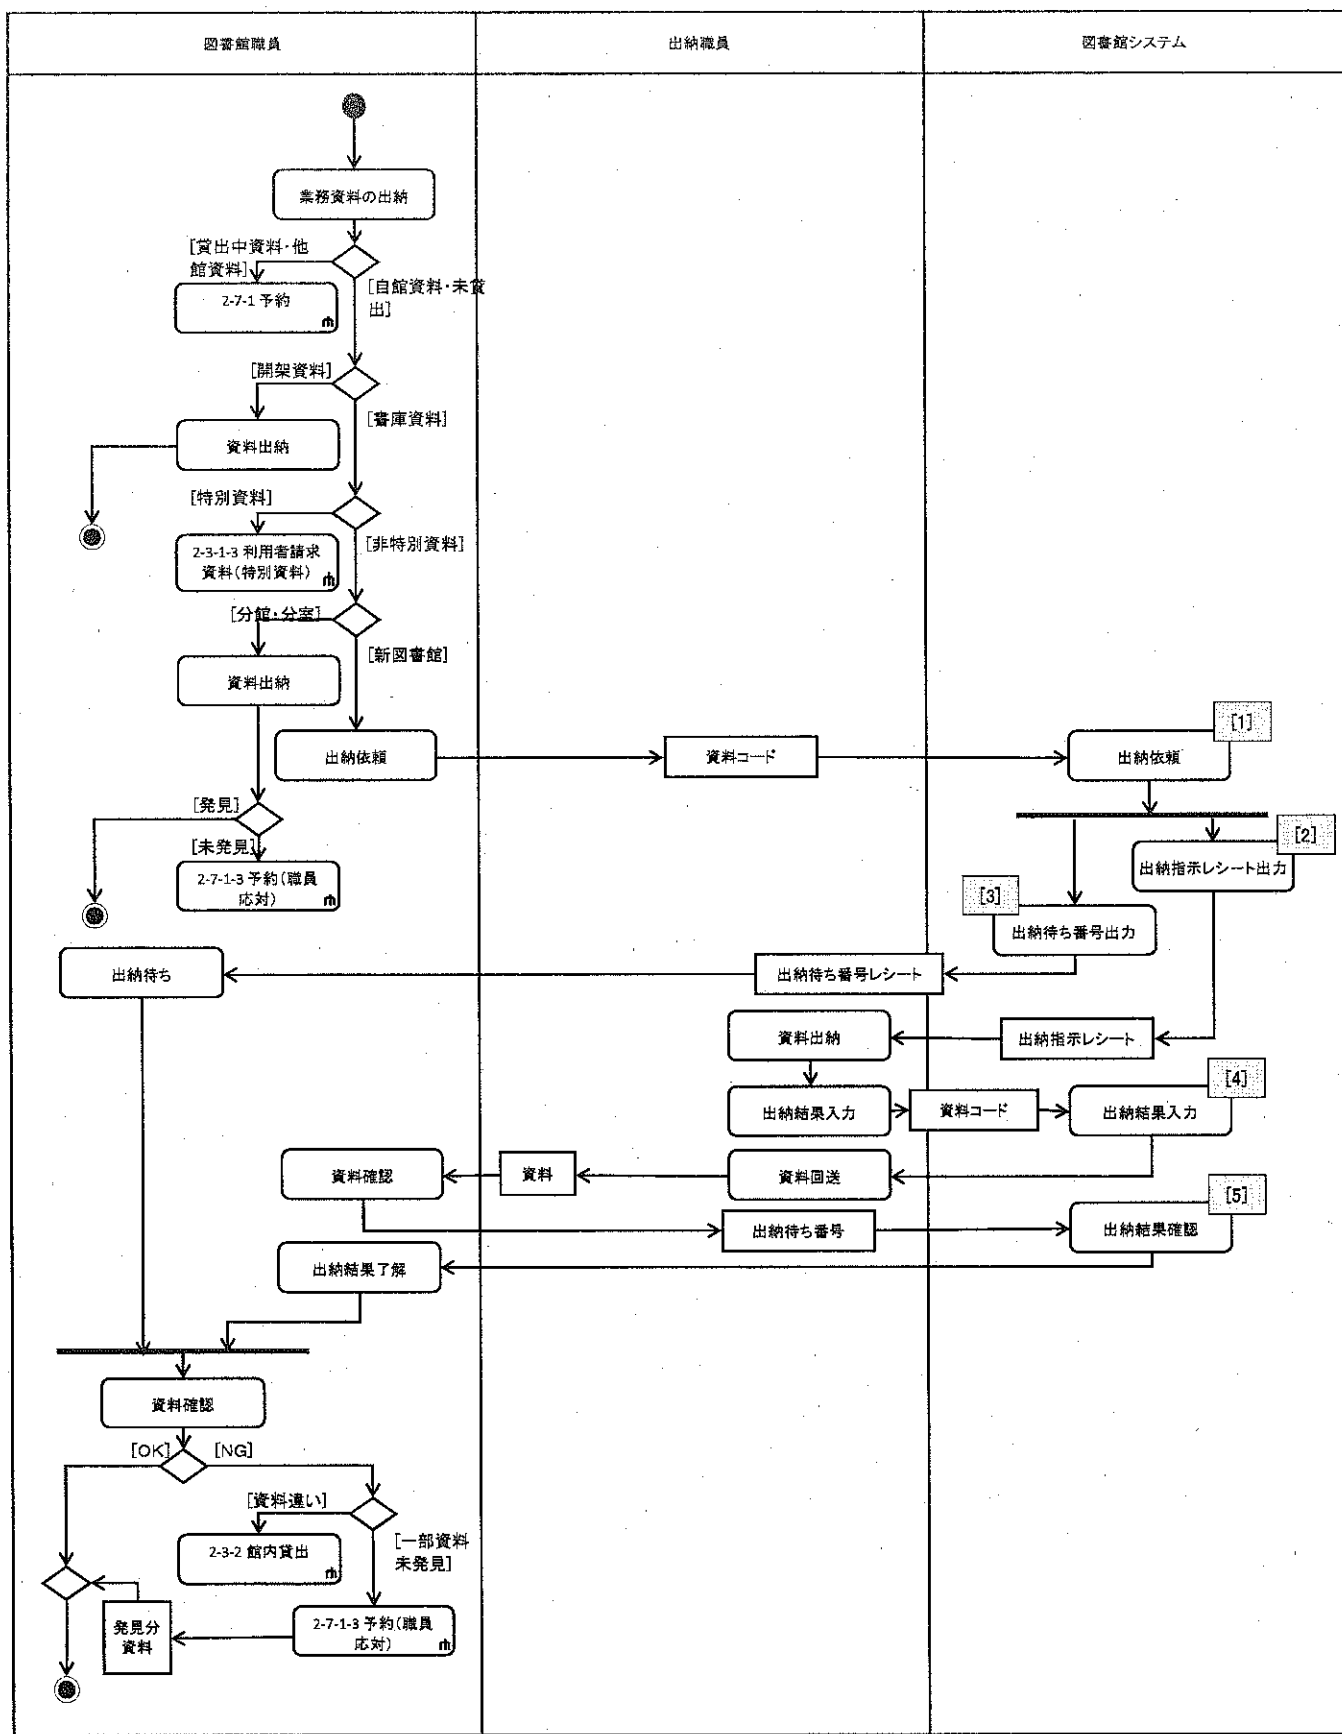 図書館職員
出納職員
図書館システム
業務資料の出納
[貸出中資料・他
館資料]
[自館資料・未貸
出]
2-7-1 予約
[開架資料]
[書庫資料]
資料出納
[特別資料]
[非特別資料]
2-3-1-3 利用者請求
資料(特別資料)
[分館・分室]
[新図書館]
資料出納
出納依頼
資料コード
出納依頼
[1]
[発見]
[未発見]
2-7-1-3 予約(職員
応対)
[2]
出納指示レシート出力
[3]
出納待ち番号出力
出納待ち
出納待ち番号レシート
資料出納
出納指示レシート
出納結果入力
資料コード
出納結果入力
[4]
資料確認
資料
資料回送
[5]
出納待ち番号
出納結果確認
出納結果了解
資料確認
[OK]
[NG]
[資料違い]
[一部資料
未発見]
2-3-2 館内貸出
発見分
資料
2-7-1-3 予約(職員
応対)